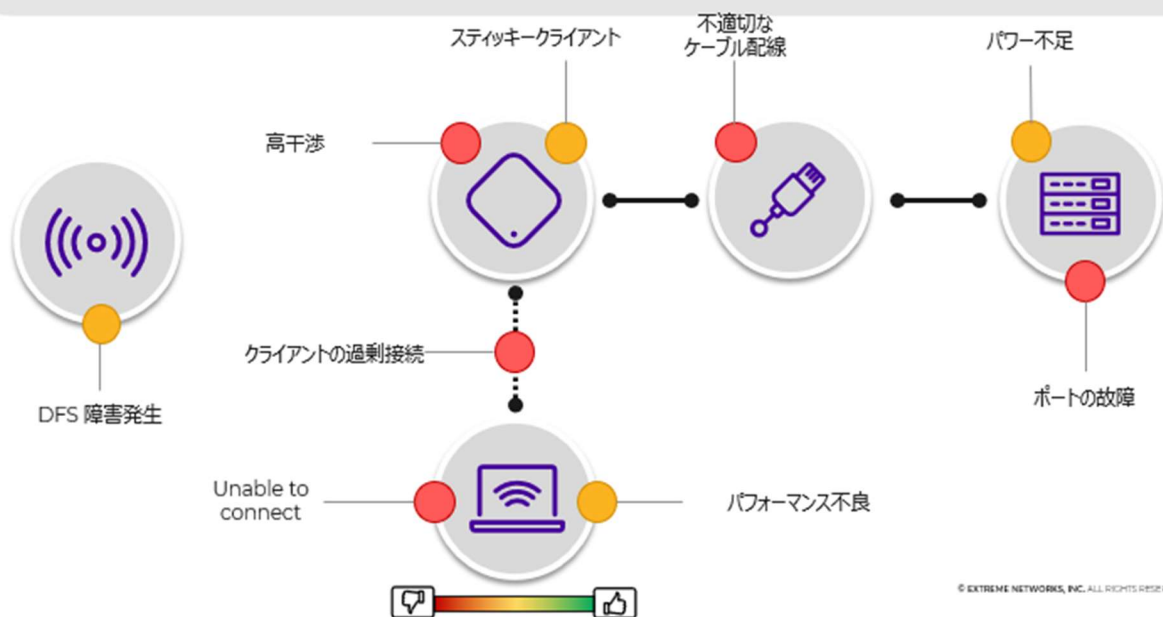 スティッキークライアント
不適切な
ケーブル配線
パワー不足
高干渉
クライアントの過剰接続
DFS 障害発生
ポートの故障
Unable to
connect
パフォーマンス不良
© EXTREME NETWORKS, INC. ALL RIGHTS RESE